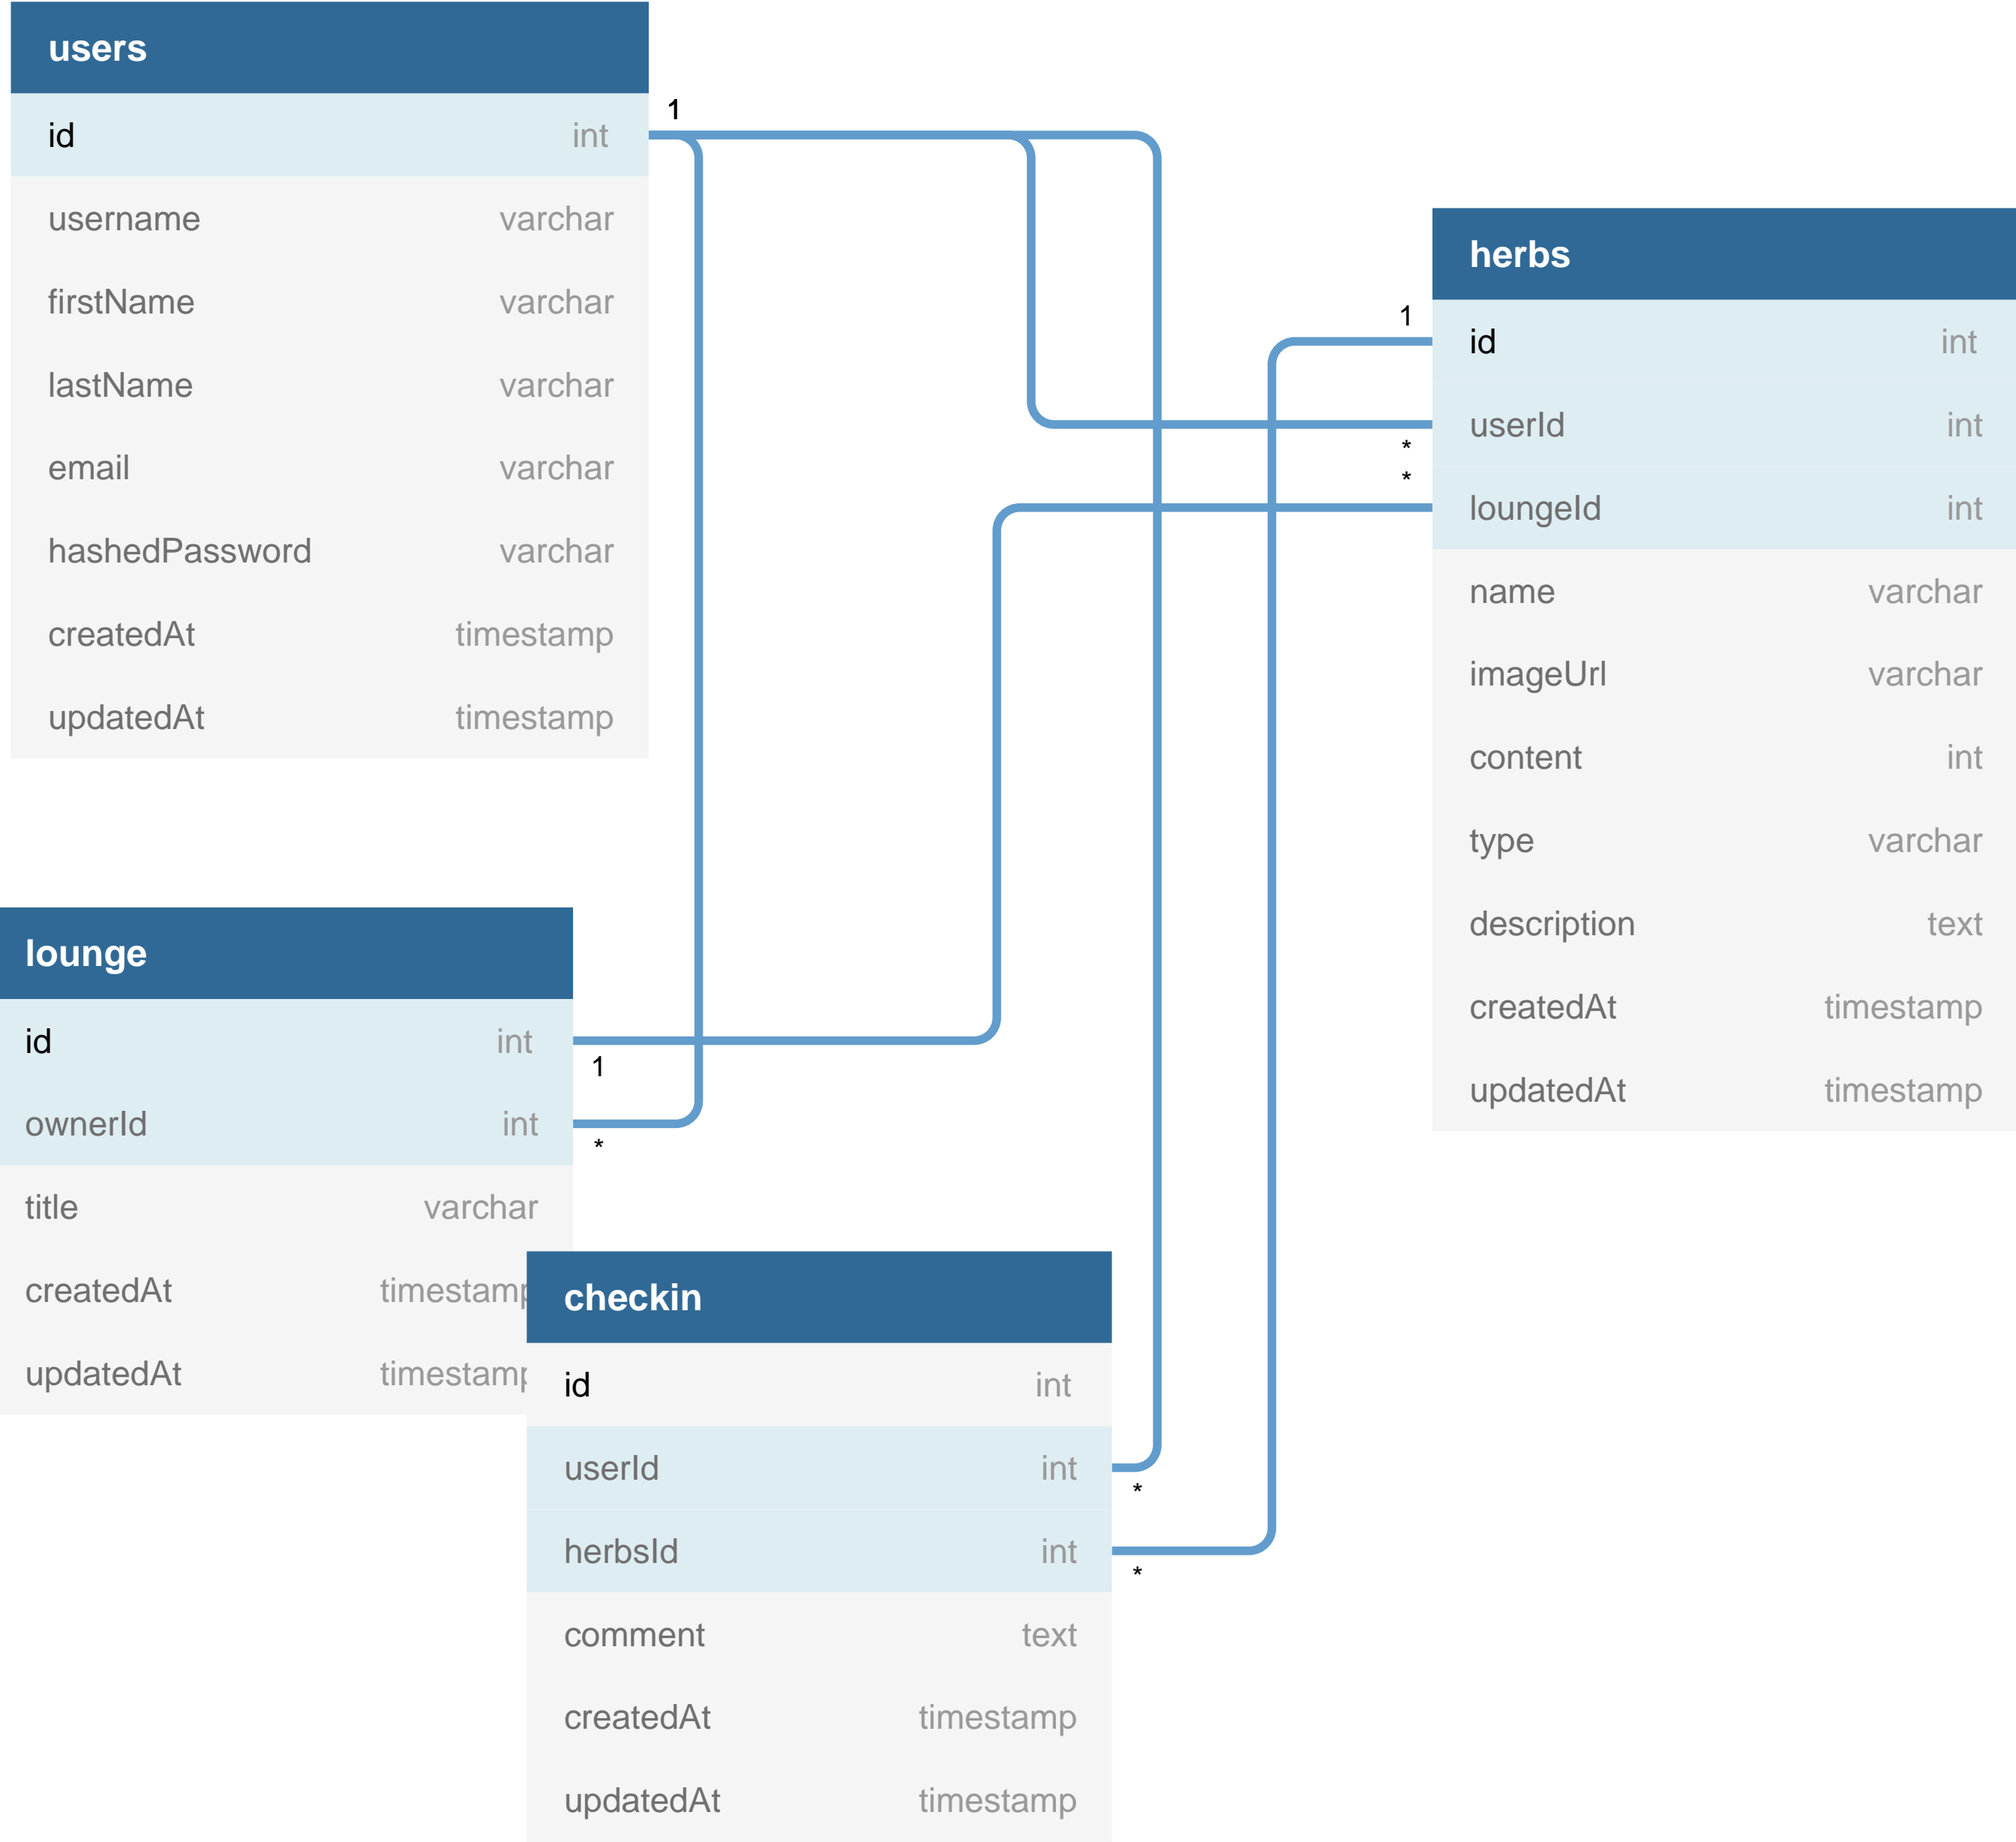 users
id int
username varchar
firstName varchar
lastName varchar
email varchar
hashedPassword varchar
createdAt timestamp
updatedAt timestamp
1
herbs
1
id int
userId int
*
*
loungeId int
name varchar
imageUrl varchar
content int
type varchar
description text
createdAt timestamp
updatedAt timestamp
lounge
id int
1
ownerId int
*
title varchar
createdAt timestamp
updatedAt timestamp
checkin
id int
userId int
*
herbsId int
*
comment text
createdAt timestamp
updatedAt timestamp